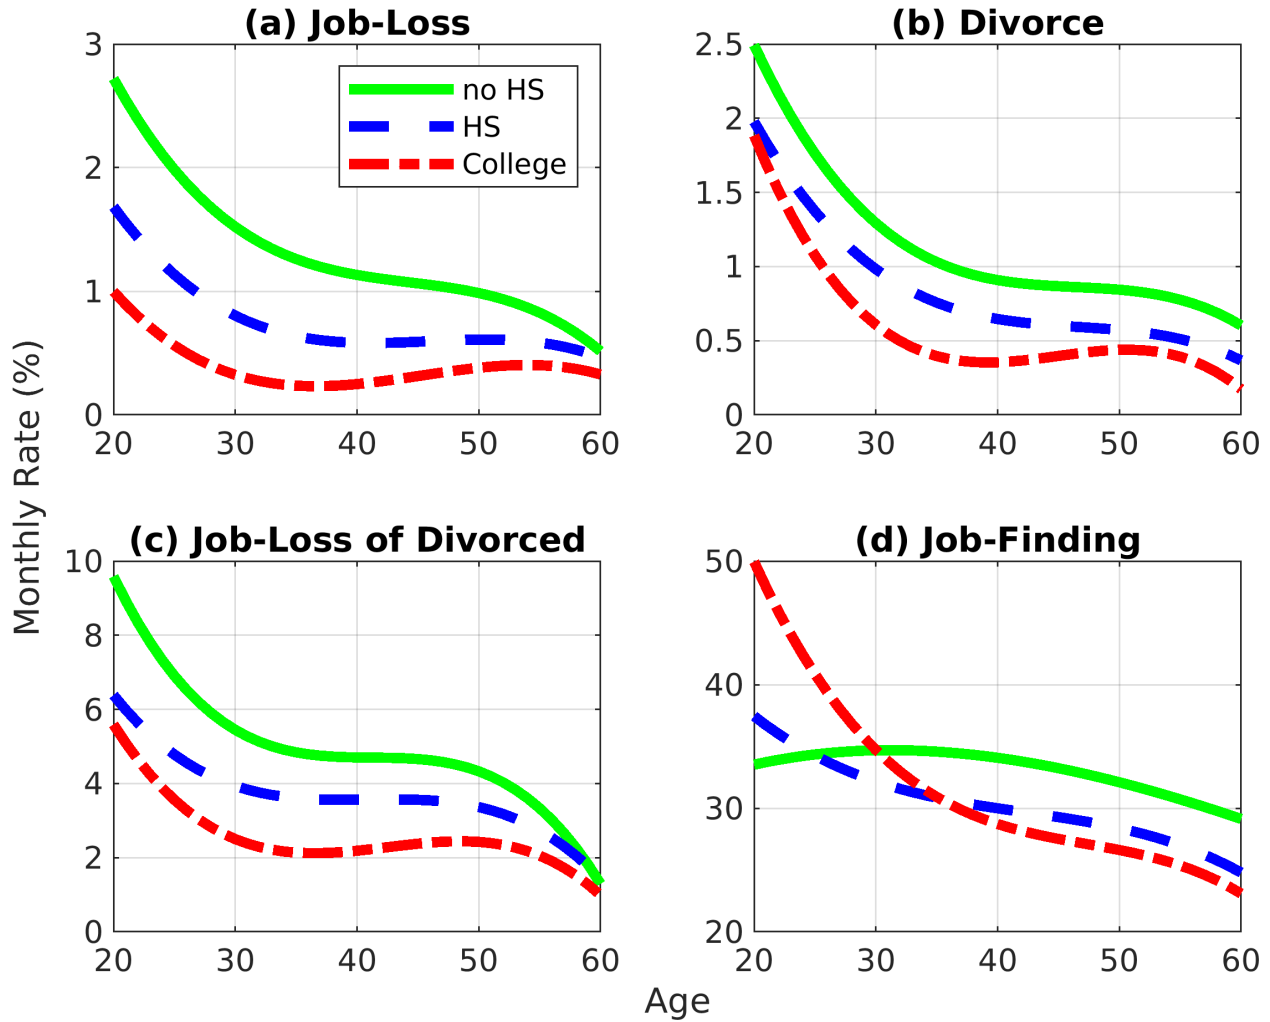 (a) Job-Loss
3
2
1
0
20 30 40 50 60
no HS
HS
College
(b) Divorce
2.5
2
1.5
1
0.5
0
20 30 40 50 60
Monthly Rate (%)
(c) Job-Loss of Divorced
10
8
6
4
2
0
20 30 40 50 60
(d) Job-Finding
50
40
30
20
20 30 40 50 60
Age